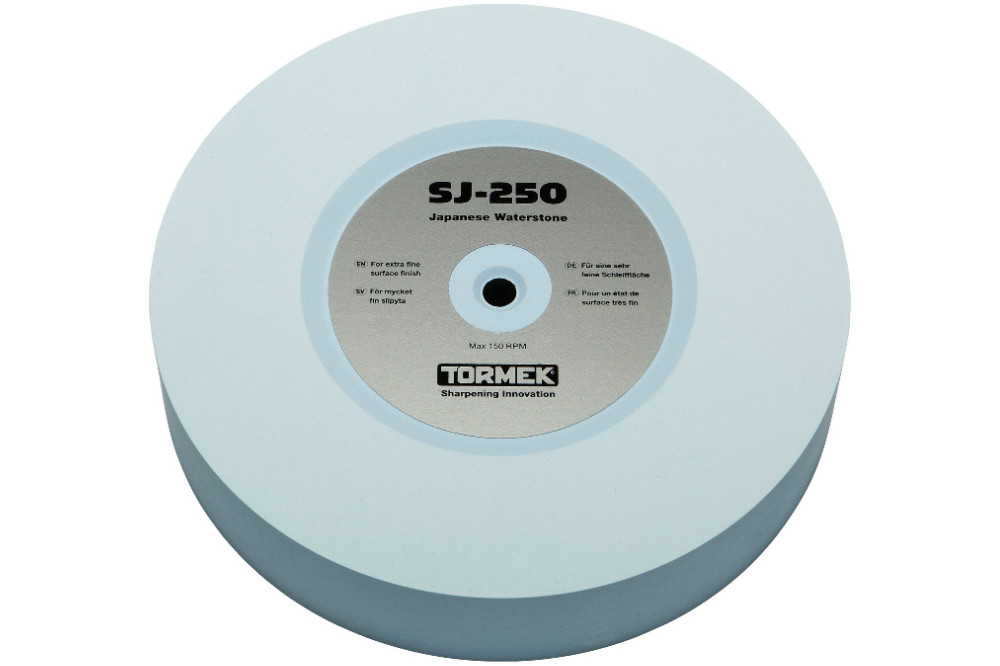 SJ-250
Japanese Waterstone
EN For extra fine
surface finish
SV För mycket
fin slipyta
DE Für eine sehr
feine Schleiffläche
FR Pour un état de
surface très fin
Max 150 RPM
TORMEK®
Sharpening Innovation